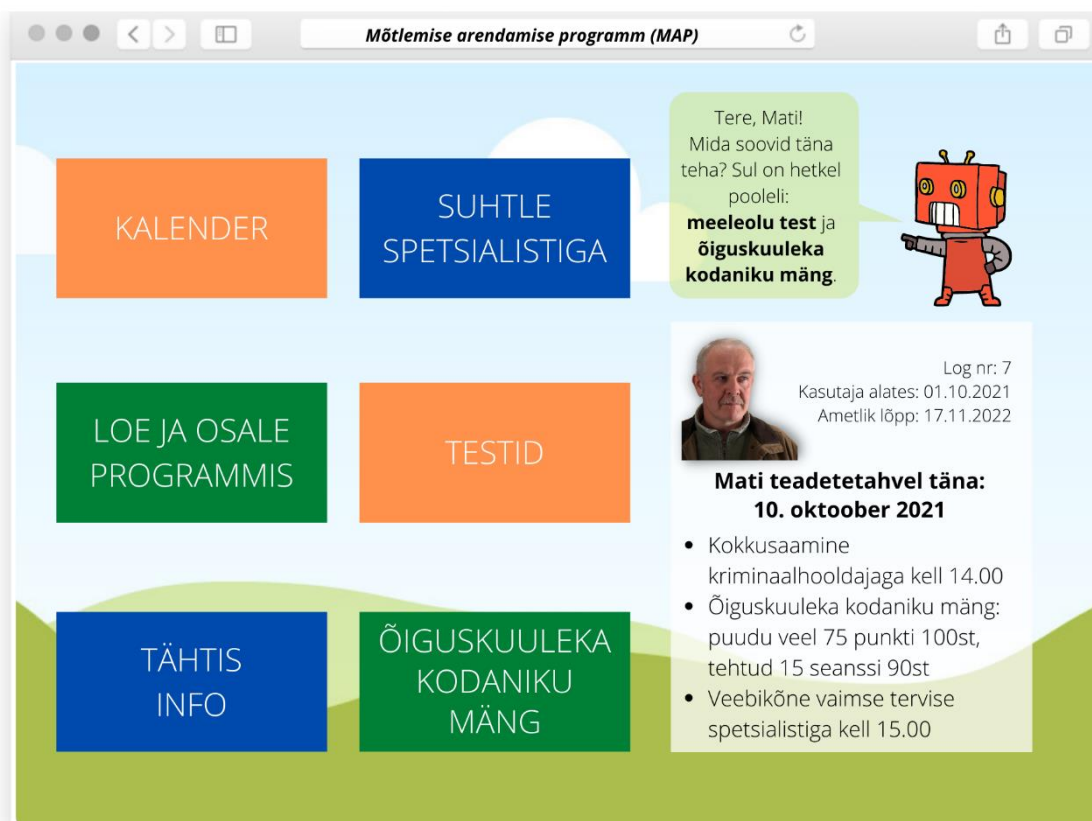 Mõtlemise arendamise programm (MAP)
KALENDER
SUHTLE
SPETSIALISTIGA
Tere, Mati!
Mida soovid täna
teha? Sul on hetkel
pooleli:
meeleolu test ja
õiguskuuleka
kodaniku mäng.
LOE JA OSALE
PROGRAMMIS
TESTID
Log nr: 7
Kasutaja alates: 01.10.2021
Ametlik lõpp: 17.11.2022
Mati teadetetahvel täna:
10. oktoober 2021
• Kokkusaamine
kriminaalhooldajaga kell 14.00
• Õiguskuuleka kodaniku mäng:
puudu veel 75 punkti 100st,
tehtud 15 seanssi 90st
• Veebikõne vaimse tervise
spetsialistiga kell 15.00
TÄHTIS
INFO
ÕIGUSKUULEKA
KODANIKU
MÄNG